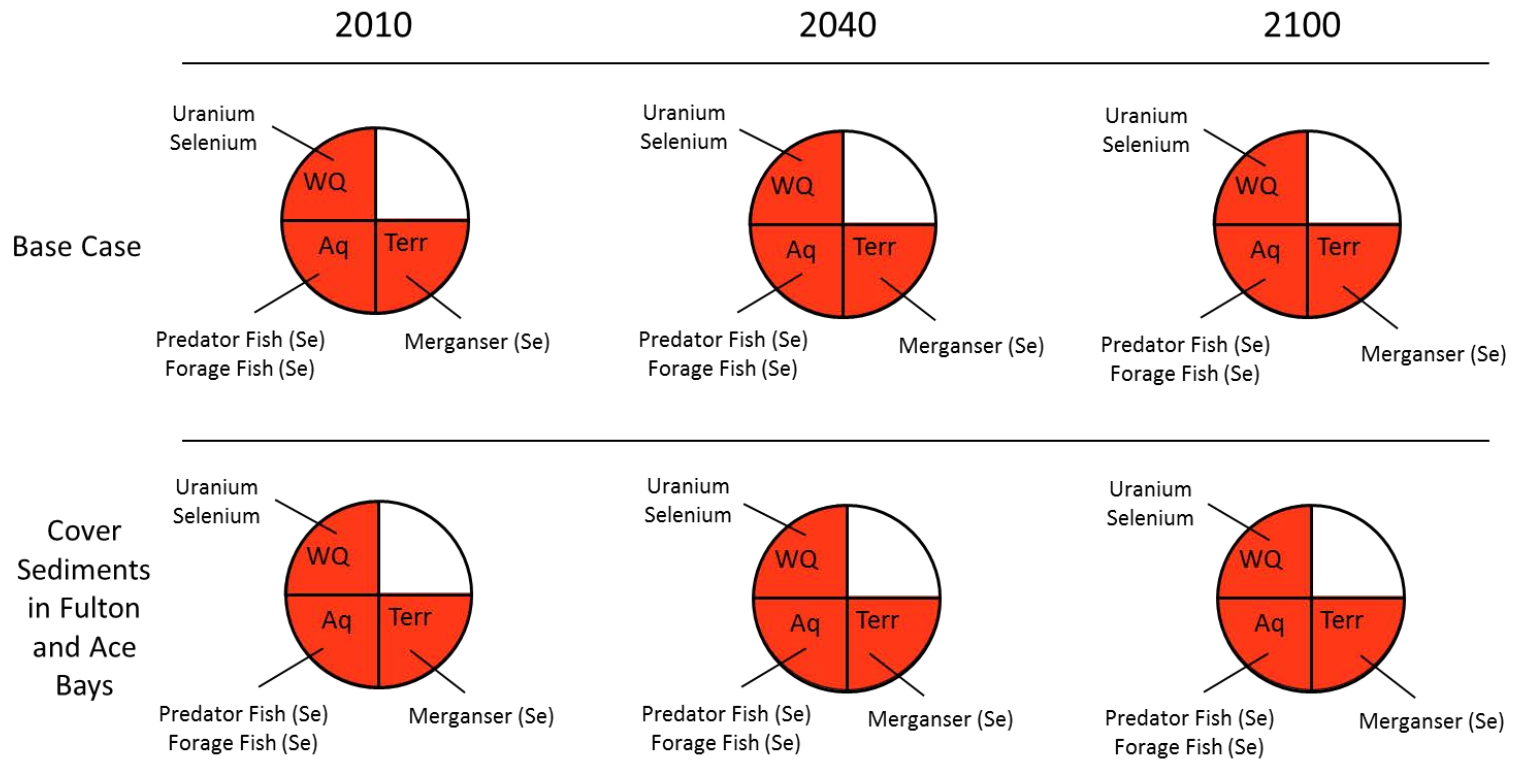 2010 2040 2100
Base Case
Uranium
Selenium
WQ
Aq Terr
Predator Fish (Se)
Forage Fish (Se)
Merganser (Se)
Uranium
Selenium
WQ
Aq Terr
Predator Fish (Se)
Forage Fish (Se)
Merganser (Se)
Uranium
Selenium
WQ
Aq Terr
Predator Fish (Se)
Forage Fish (Se)
Merganser (Se)
Cover
Sediments
in Fulton
and Ace
Bays
Uranium
Selenium
WQ
Aq Terr
Predator Fish (Se)
Forage Fish (Se)
Merganser (Se)
Uranium
Selenium
WQ
Aq Terr
Predator Fish (Se)
Forage Fish (Se)
Merganser (Se)
Uranium
Selenium
WQ
Aq Terr
Predator Fish (Se)
Forage Fish (Se)
Merganser (Se)